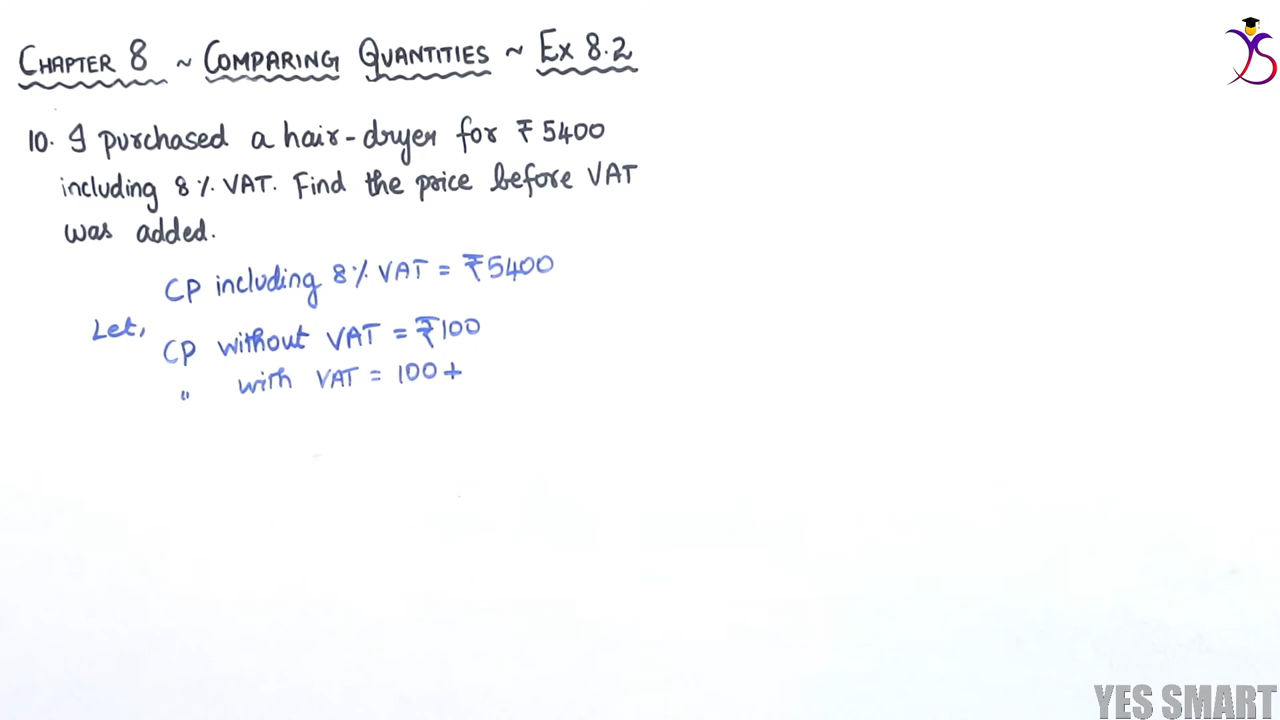 CHAPTER 8 ~ COMPARING QUANTITIES ~ EX 8.2
10. I purchased a hair-dryer for ₹5400
including 8% VAT. Find the price before VAT
was added.
CP including 8% VAT = ₹5400
Let,
CP without VAT = ₹100
" with VAT = 100 +
YES SMART